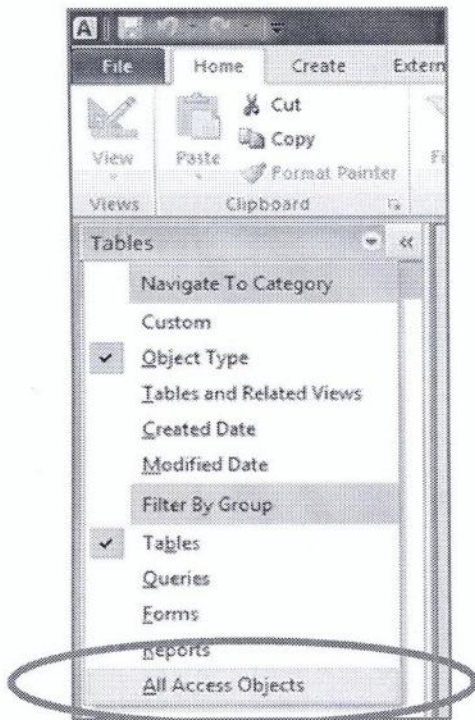 A
File Home Create Extern
View Paste Cut
Copy
Format Painter
Views Clipboard
Tables
Navigate To Category
Custom
Object Type
Tables and Related Views
Created Date
Modified Date
Filter By Group
Tables
Queries
Forms
Reports
All Access Objects